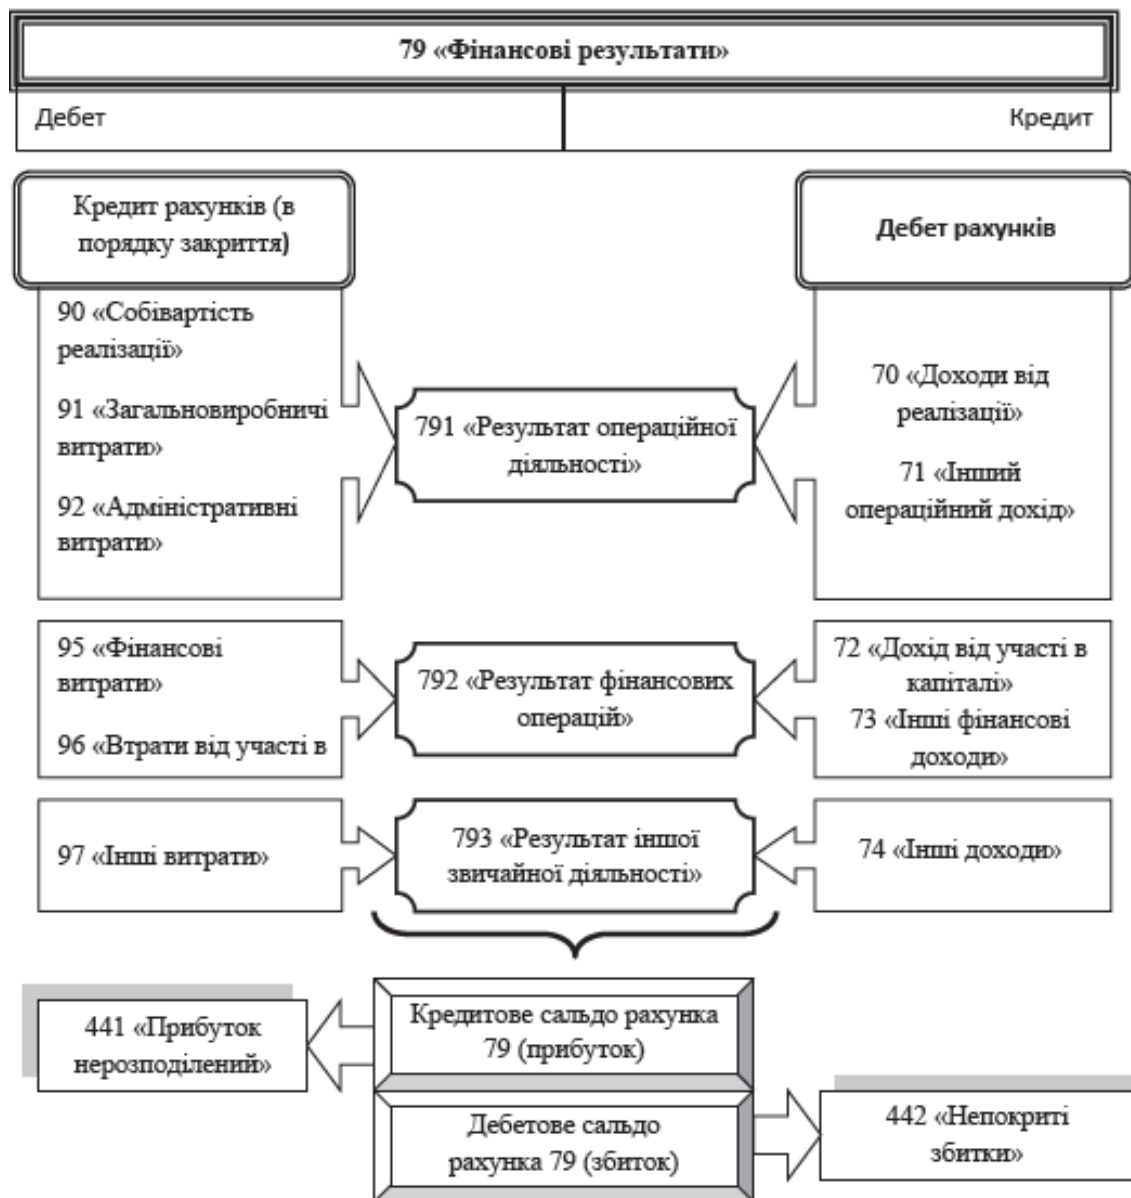 79 «Фінансові результати»
Дебет
Кредит
Кредит рахунків (в
порядку закриття)
Дебет рахунків
90 «Собівартість
реалізації»
91 «Загальновиробничі
витрати»
92 «Адміністративні
витрати»
791 «Результат операційної
діяльності»
70 «Доходи від
реалізації»
71 «Інший
операційний дохід»
95 «Фінансові
витрати»
96 «Втрати від участі в
792 «Результат фінансових
операцій»
72 «Дохід від участі в
капіталі»
73 «Інші фінансові
доходи»
97 «Інші витрати»
793 «Результат іншої
звичайної діяльності»
74 «Інші доходи»
441 «Прибуток
нерозподілений»
Кредитове сальдо рахунка
79 (прибуток)
Дебетове сальдо
рахунка 79 (збиток)
442 «Непокриті
збитки»